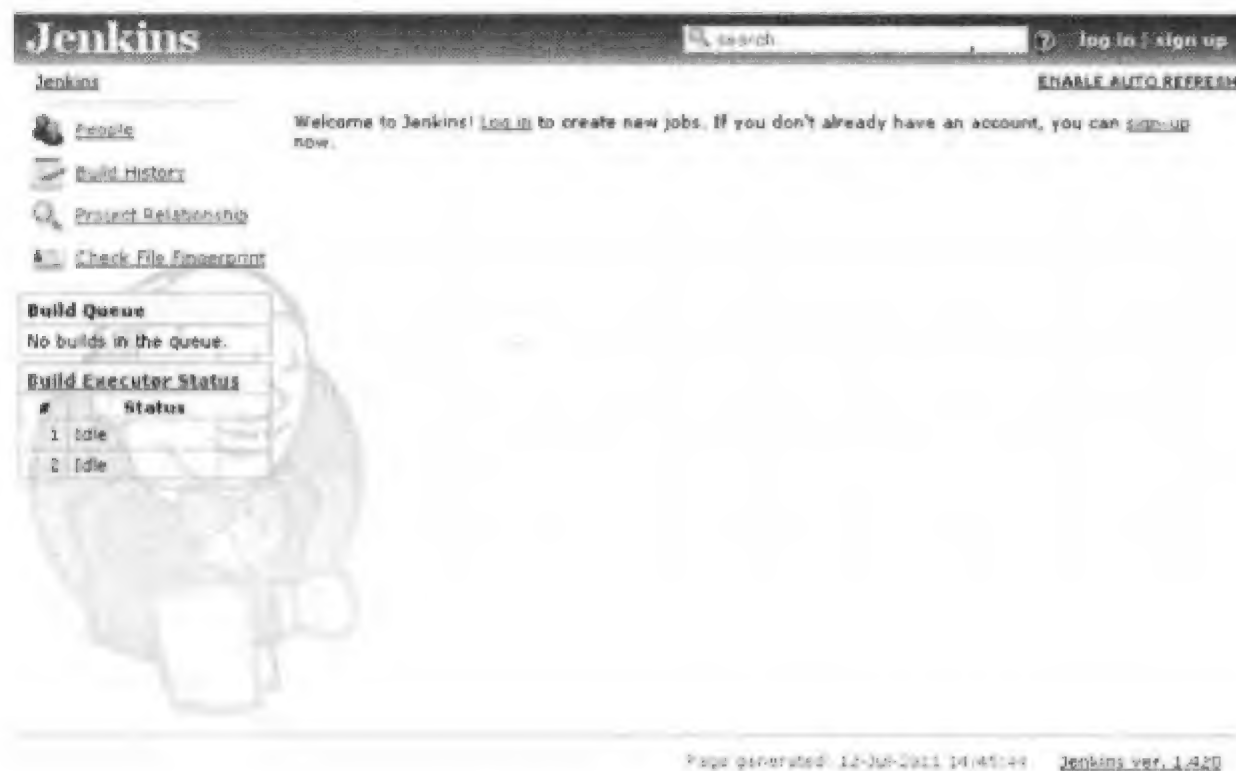 Jenkins
search
log in | sign up
Jenkins
ENABLE AUTO REFRESH
People
Build History
Project Relationship
Check File Fingerprint
Welcome to Jenkins! Log in to create new jobs. If you don't already have an account, you can sign-up
now.
Build Queue
No builds in the queue.
Build Executor Status
# Status
1 Idle
2 Idle
Page generated: 12-Jul-2011 14:45:44
Jenkins ver. 1.420